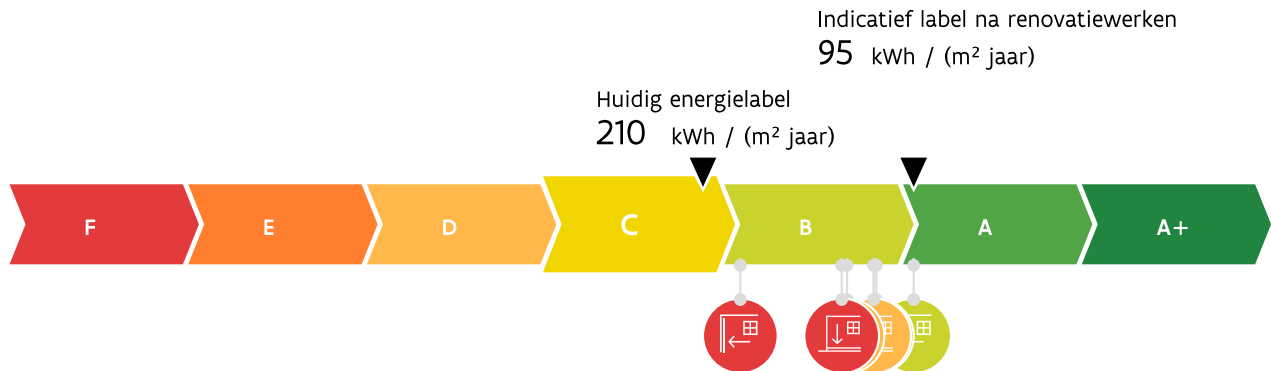 Indicatief label na renovatiewerken
95 kWh / (m² jaar)
Huidig energielabel
210 kWh / (m² jaar)
F E D C B A A+